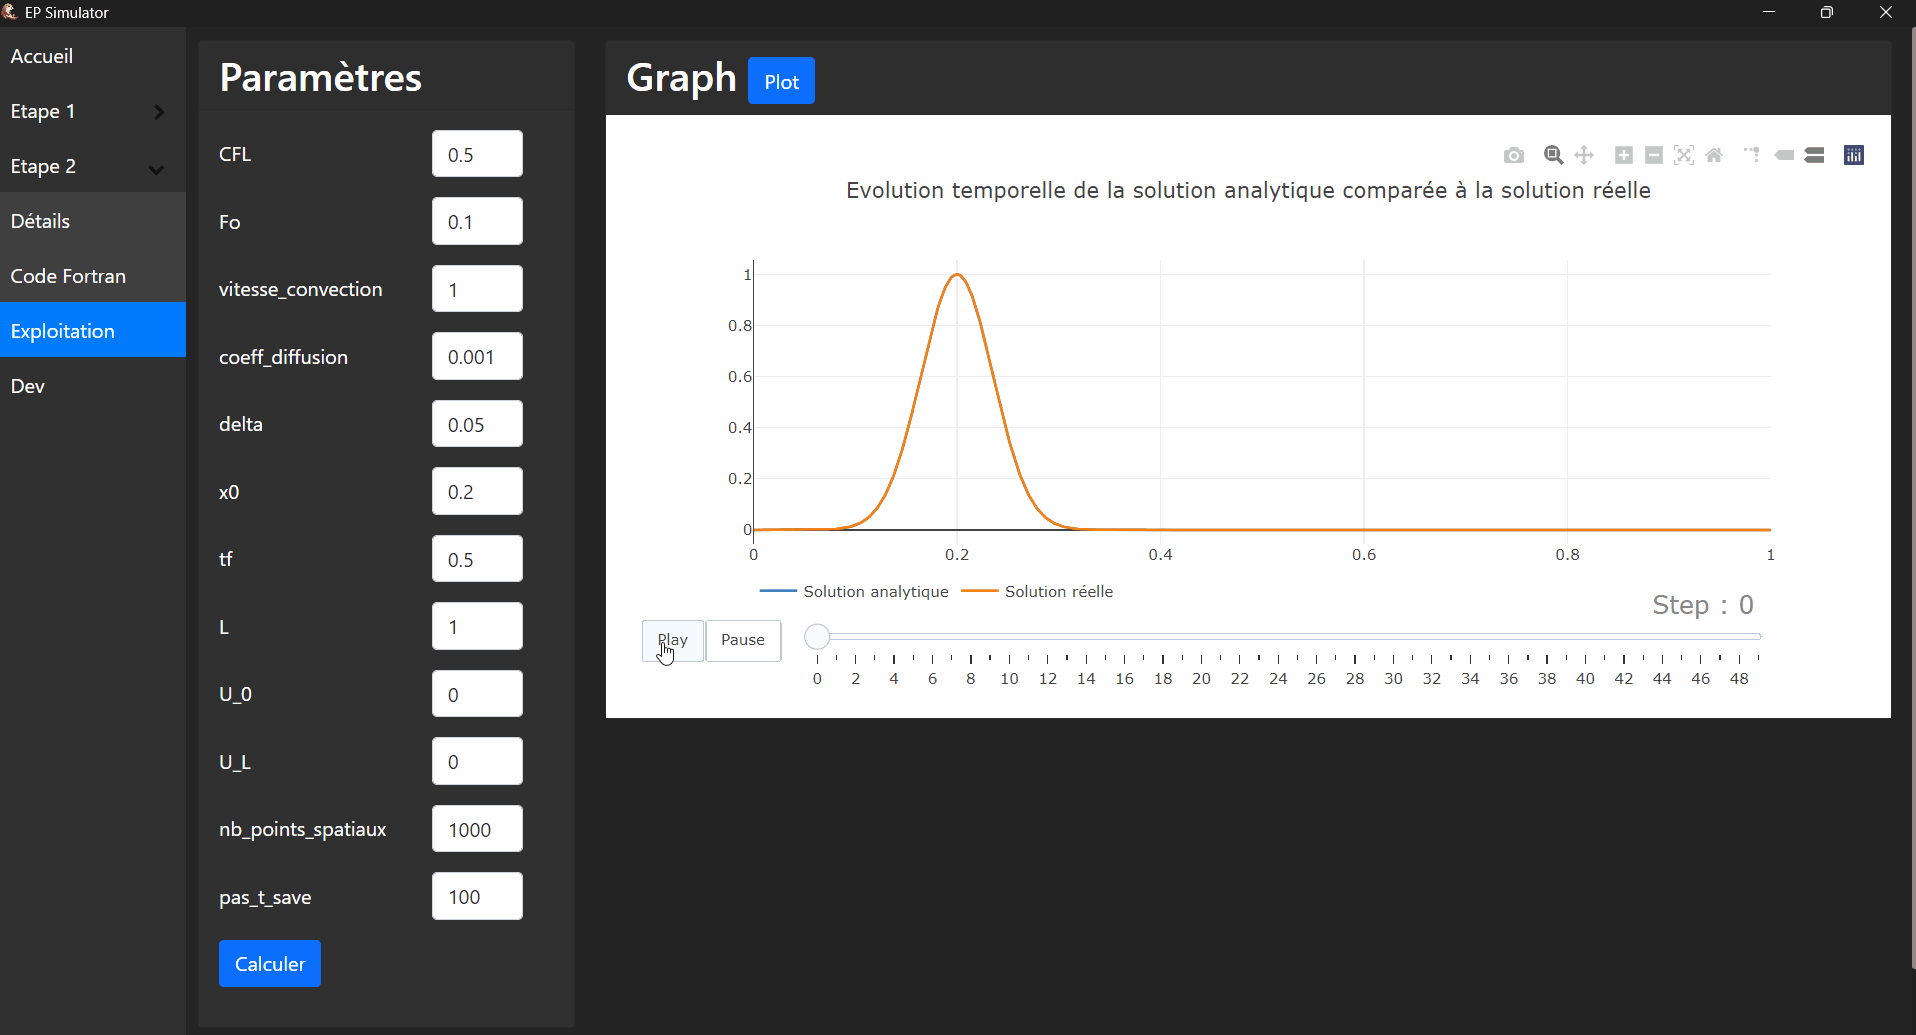 EP Simulator
Accueil
Etape 1
Etape 2
Détails
Code Fortran
Exploitation
Dev
Paramètres
CFL 0.5
Fo 0.1
vitesse_convection 1
coeff_diffusion 0.001
delta 0.05
x0 0.2
tf 0.5
L 1
U_0 0
U_L 0
nb_points_spatiaux 1000
pas_t_save 100
Calculer
Graph Plot
Evolution temporelle de la solution analytique comparée à la solution réelle
1
0.8
0.6
0.4
0.2
0
0 0.2 0.4 0.6 0.8 1
Solution analytique Solution réelle
Step : 0
Play Pause
0 2 4 6 8 10 12 14 16 18 20 22 24 26 28 30 32 34 36 38 40 42 44 46 48